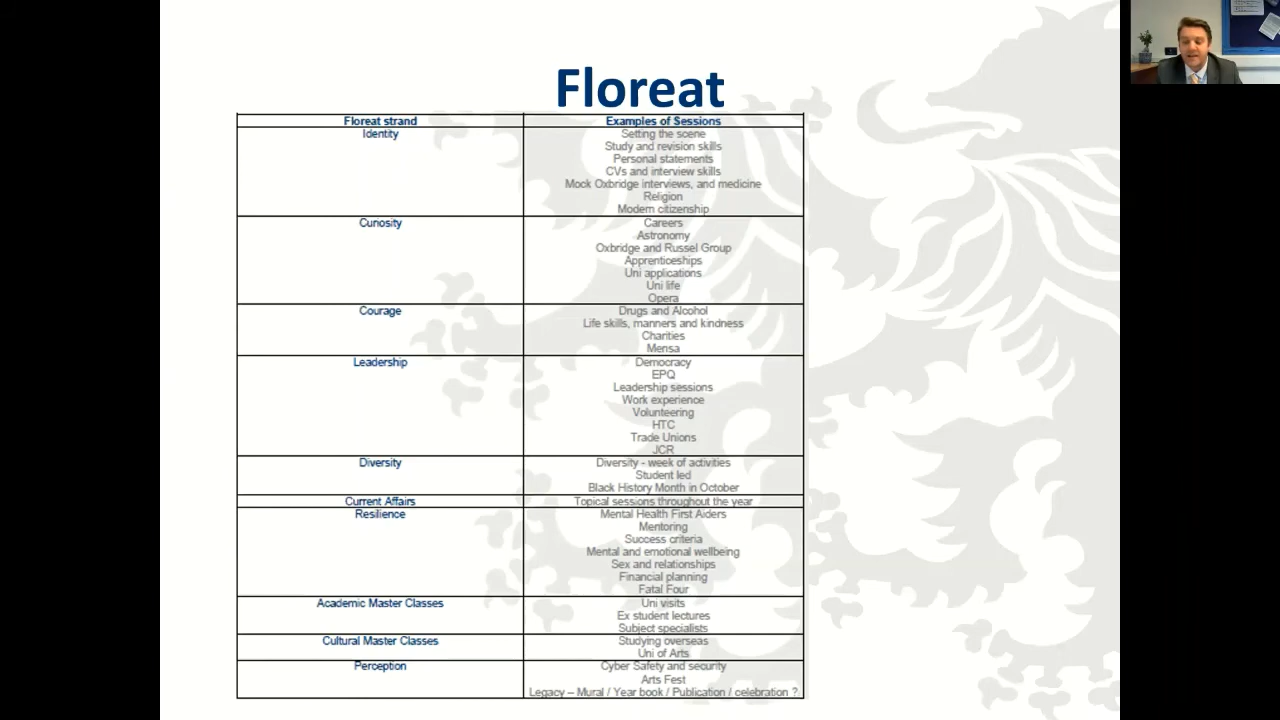 Floreat
Floreat strand Examples of Sessions
Identity Setting the scene
Study and revision skills
Personal statements
CVs and interview skills
Mock Oxbridge interviews, and medicine
Religion
Modern citizenship
Curiosity Careers
Astronomy
Oxbridge and Russel Group
Apprenticeships
Uni applications
Uni life
Opera
Courage Drugs and Alcohol
Life skills, manners and kindness
Charities
Mensa
Leadership Democracy
EPQ
Leadership sessions
Work experience
Volunteering
HTC
Trade Unions
JCR
Diversity Diversity - week of activities
Student led
Black History Month in October
Current Affairs Topical sessions throughout the year
Resilience Mental Health First Aiders
Mentoring
Success criteria
Mental and emotional wellbeing
Sex and relationships
Financial planning
Fatal Four
Academic Master Classes Uni visits
Ex student lectures
Subject specialists
Cultural Master Classes Studying overseas
Uni of Arts
Perception Cyber Safety and security
Arts Fest
Legacy – Mural / Year book / Publication / celebration ?